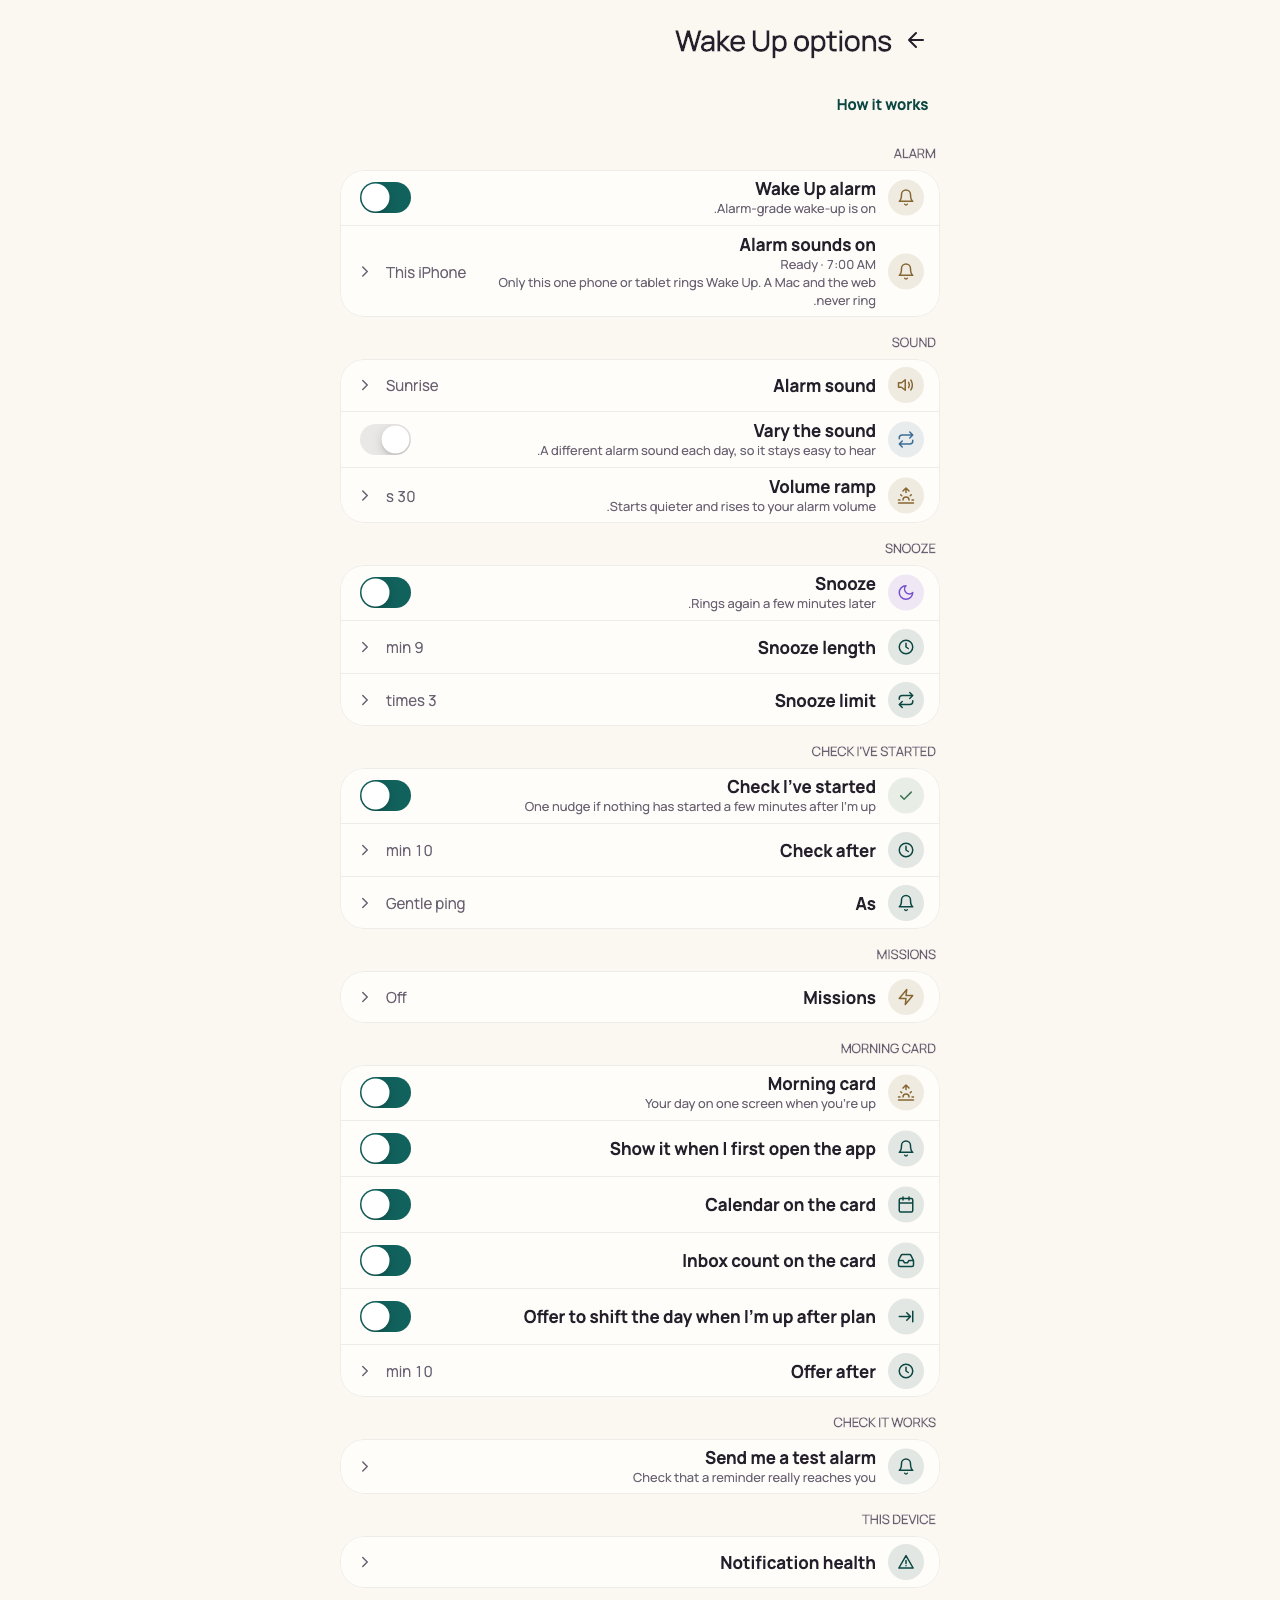 Wake Up options
How it works
ALARM
Wake Up alarm
.Alarm-grade wake-up is on
Alarm sounds on
Ready · 7:00 AM
Only this one phone or tablet rings Wake Up. A Mac and the web
.never ring
This iPhone
SOUND
Alarm sound
Sunrise
Vary the sound
.A different alarm sound each day, so it stays easy to hear
Volume ramp
.Starts quieter and rises to your alarm volume
s 30
SNOOZE
Snooze
.Rings again a few minutes later
Snooze length
min 9
Snooze limit
times 3
CHECK I'VE STARTED
Check I've started
One nudge if nothing has started a few minutes after I'm up
Check after
min 10
As
Gentle ping
MISSIONS
Missions
Off
MORNING CARD
Morning card
Your day on one screen when you're up
Show it when I first open the app
Calendar on the card
Inbox count on the card
Offer to shift the day when I'm up after plan
Offer after
min 10
CHECK IT WORKS
Send me a test alarm
Check that a reminder really reaches you
THIS DEVICE
Notification health